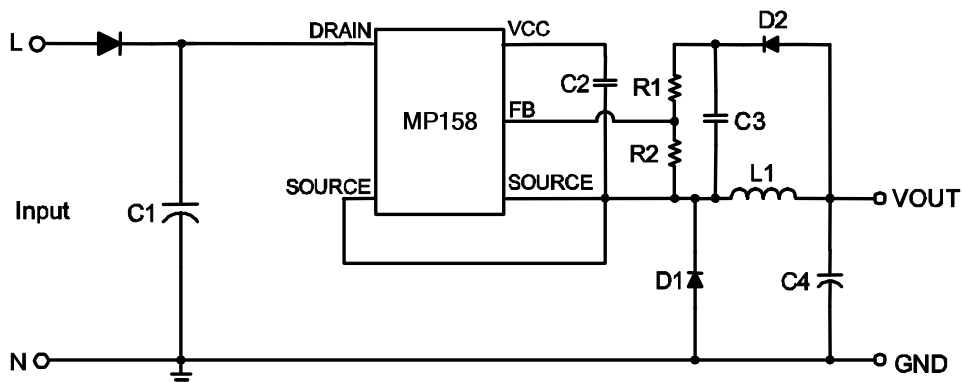 L
DRAIN
VCC
D2
MP158
C2
R1
C3
FB
R2
SOURCE
SOURCE
L1
Input
C1
VOUT
D1
C4
N
GND